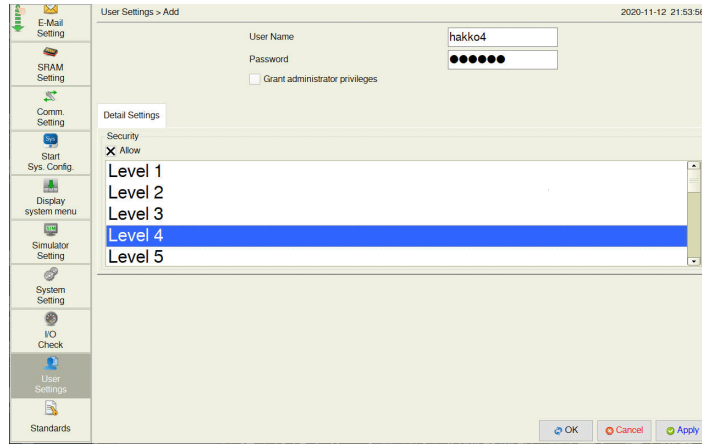 User Settings > Add
2020-11-12 21:53:56
E-Mail
Setting
SRAM
Setting
Comm.
Setting
Sys
Start
Sys. Config.
Display
system menu
SIM
Simulator
Setting
System
Setting
I/O
Check
User
Settings
Standards
User Name
hakko4
Password
●●●●●●
Grant administrator privileges
Detail Settings
Security
Allow
Level 1
Level 2
Level 3
Level 4
Level 5
OK
Cancel
Apply